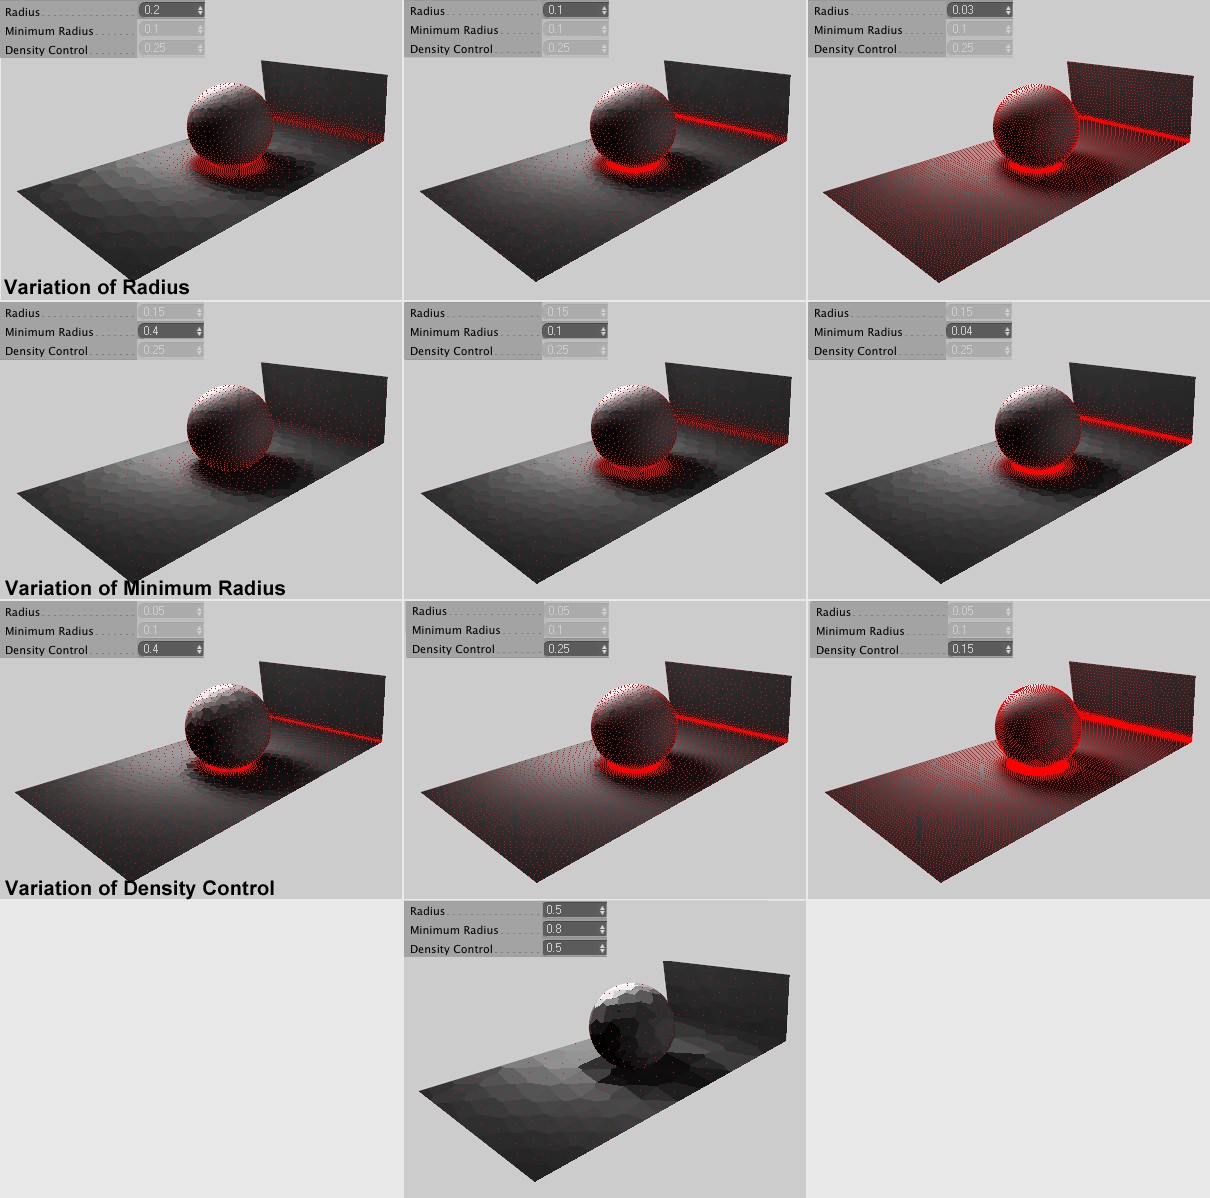 Radius 0.2
Minimum Radius 0.1
Density Control 0.25
Radius 0.1
Minimum Radius 0.1
Density Control 0.25
Radius 0.03
Minimum Radius 0.1
Density Control 0.25
Variation of Radius
Radius 0.15
Minimum Radius 0.4
Density Control 0.25
Radius 0.15
Minimum Radius 0.1
Density Control 0.25
Radius 0.15
Minimum Radius 0.04
Density Control 0.25
Variation of Minimum Radius
Radius 0.05
Minimum Radius 0.1
Density Control 0.4
Radius 0.05
Minimum Radius 0.1
Density Control 0.25
Radius 0.05
Minimum Radius 0.1
Density Control 0.15
Variation of Density Control
Radius 0.5
Minimum Radius 0.8
Density Control 0.5